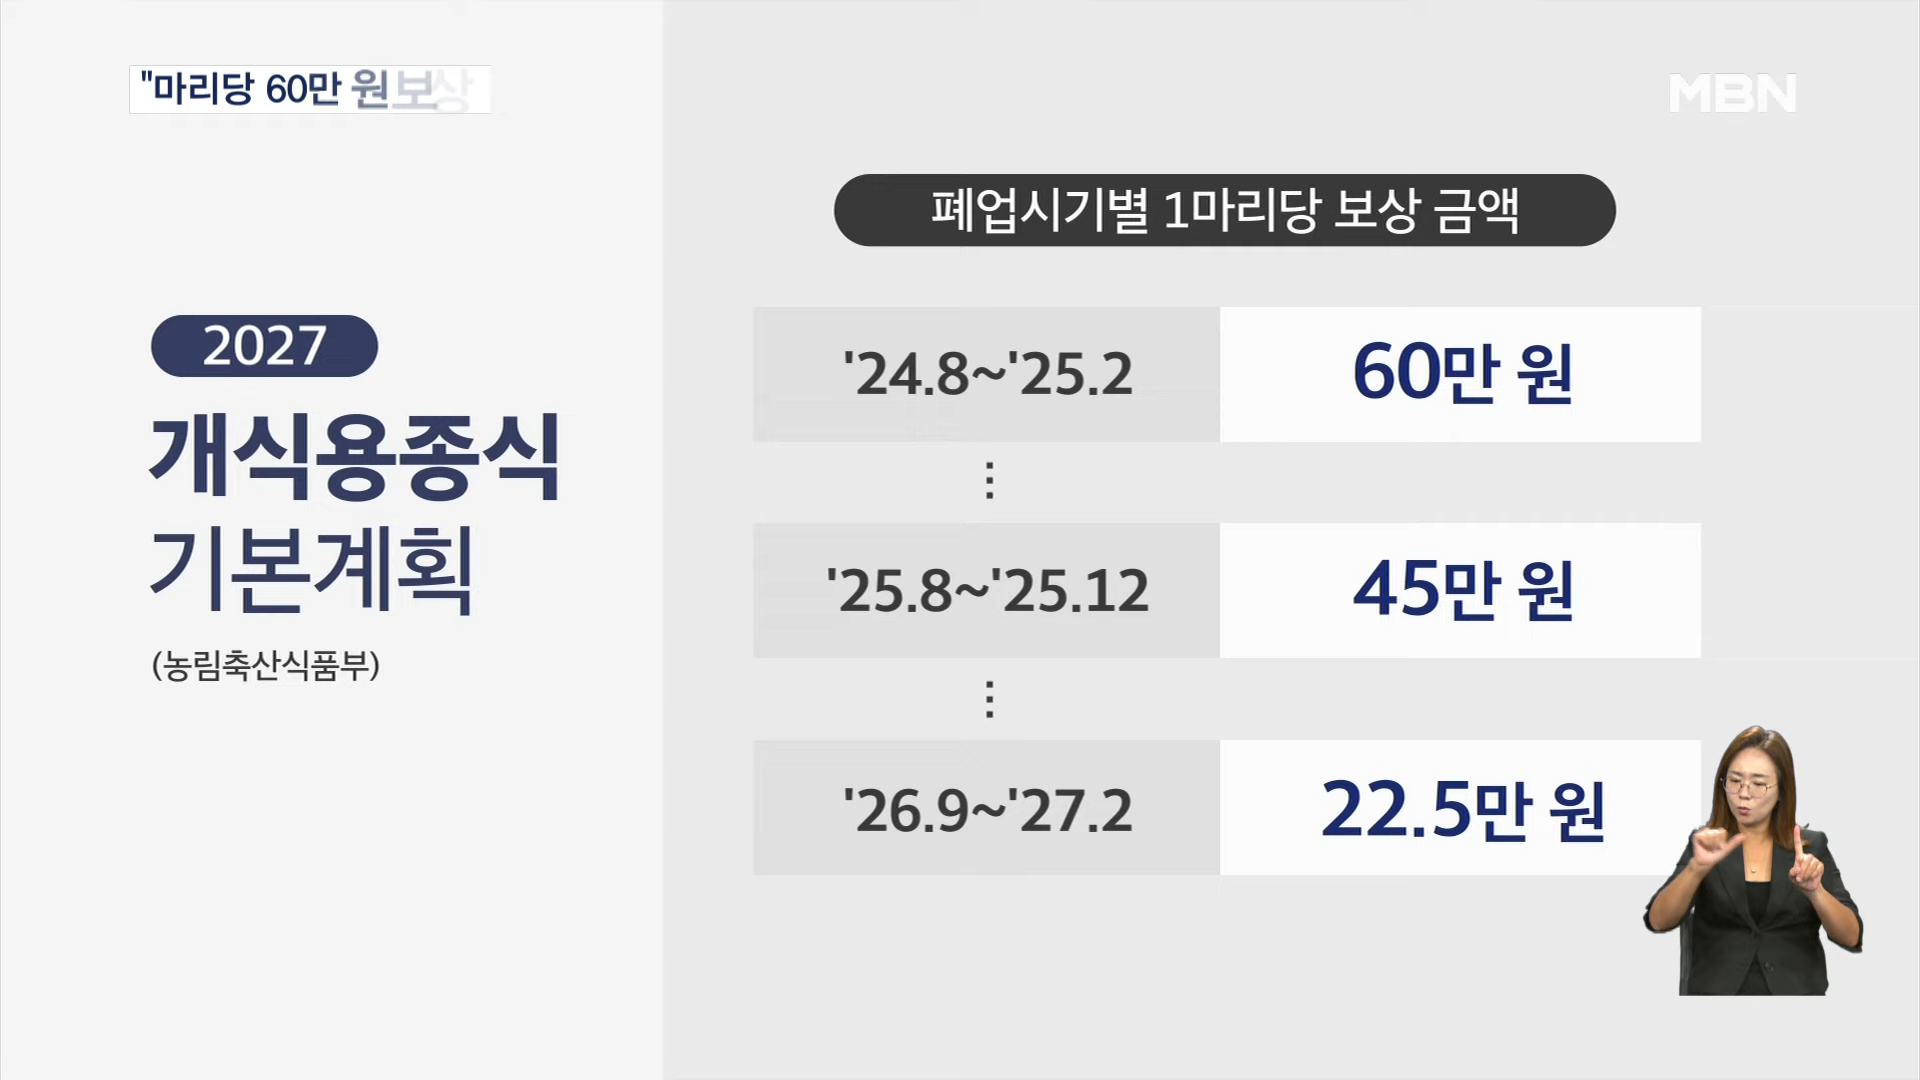 "마리당 60만 원보상
MBN
폐업시기별 1마리당 보상 금액
2027
개식용종식
기본계획
(농림축산식품부)
'24.8~'25.2 60만 원
⋮
'25.8~'25.12 45만 원
⋮
'26.9~'27.2 22.5만 원